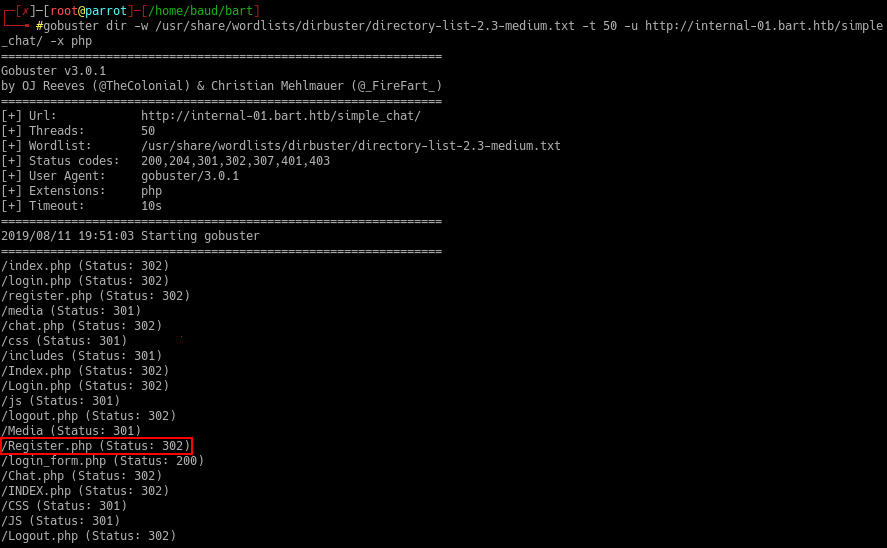 ┌─[✗]─[root@parrot]─[/home/baud/bart]
└──╼ #gobuster dir -w /usr/share/wordlists/dirbuster/directory-list-2.3-medium.txt -t 50 -u http://internal-01.bart.htb/simple
_chat/ -x php
===============================================================
Gobuster v3.0.1
by OJ Reeves (@TheColonial) & Christian Mehlmauer (@_FireFart_)
===============================================================
[+] Url:            http://internal-01.bart.htb/simple_chat/
[+] Threads:        50
[+] Wordlist:       /usr/share/wordlists/dirbuster/directory-list-2.3-medium.txt
[+] Status codes:   200,204,301,302,307,401,403
[+] User Agent:     gobuster/3.0.1
[+] Extensions:     php
[+] Timeout:        10s
===============================================================
2019/08/11 19:51:03 Starting gobuster
===============================================================
/index.php (Status: 302)
/login.php (Status: 302)
/register.php (Status: 302)
/media (Status: 301)
/chat.php (Status: 302)
/css (Status: 301)
/includes (Status: 301)
/Index.php (Status: 302)
/Login.php (Status: 302)
/js (Status: 301)
/logout.php (Status: 302)
/Media (Status: 301)
/Register.php (Status: 302)
/login_form.php (Status: 200)
/Chat.php (Status: 302)
/INDEX.php (Status: 302)
/CSS (Status: 301)
/JS (Status: 301)
/Logout.php (Status: 302)